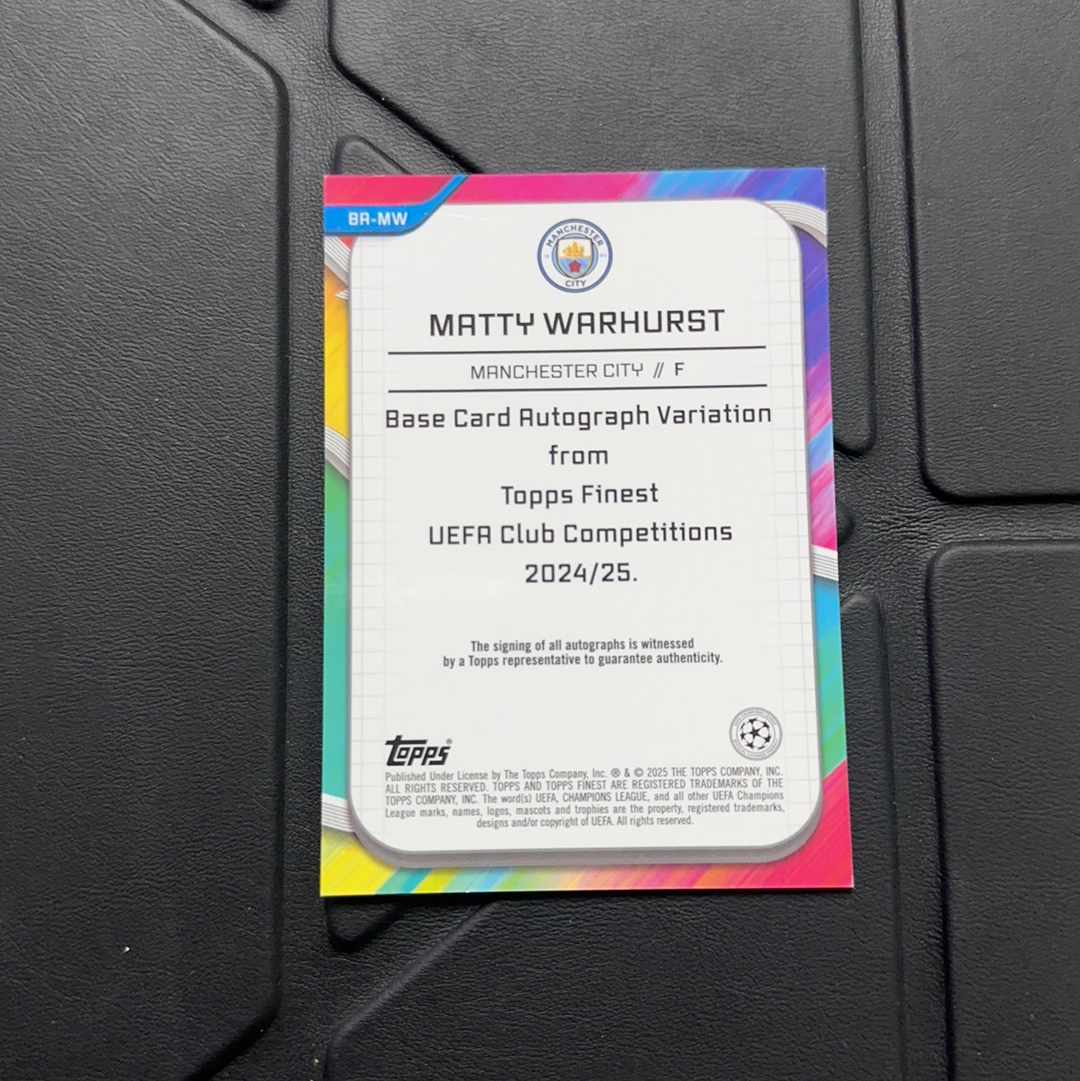 BA-MW
MANCHESTER
CITY
MATTY WARHURST
MANCHESTER CITY // F
Base Card Autograph Variation
from
Topps Finest
UEFA Club Competitions
2024/25.
The signing of all autographs is witnessed
by a Topps representative to guarantee authenticity.
topps®
Published Under License by The Topps Company, Inc. ® & © 2025 THE TOPPS COMPANY, INC.
ALL RIGHTS RESERVED. TOPPS AND TOPPS FINEST ARE REGISTERED TRADEMARKS OF THE
TOPPS COMPANY, INC. The word(s) UEFA, CHAMPIONS LEAGUE, and all other UEFA Champions
League marks, names, logos, mascots and trophies are the property, registered trademarks,
designs and/or copyright of UEFA. All rights reserved.